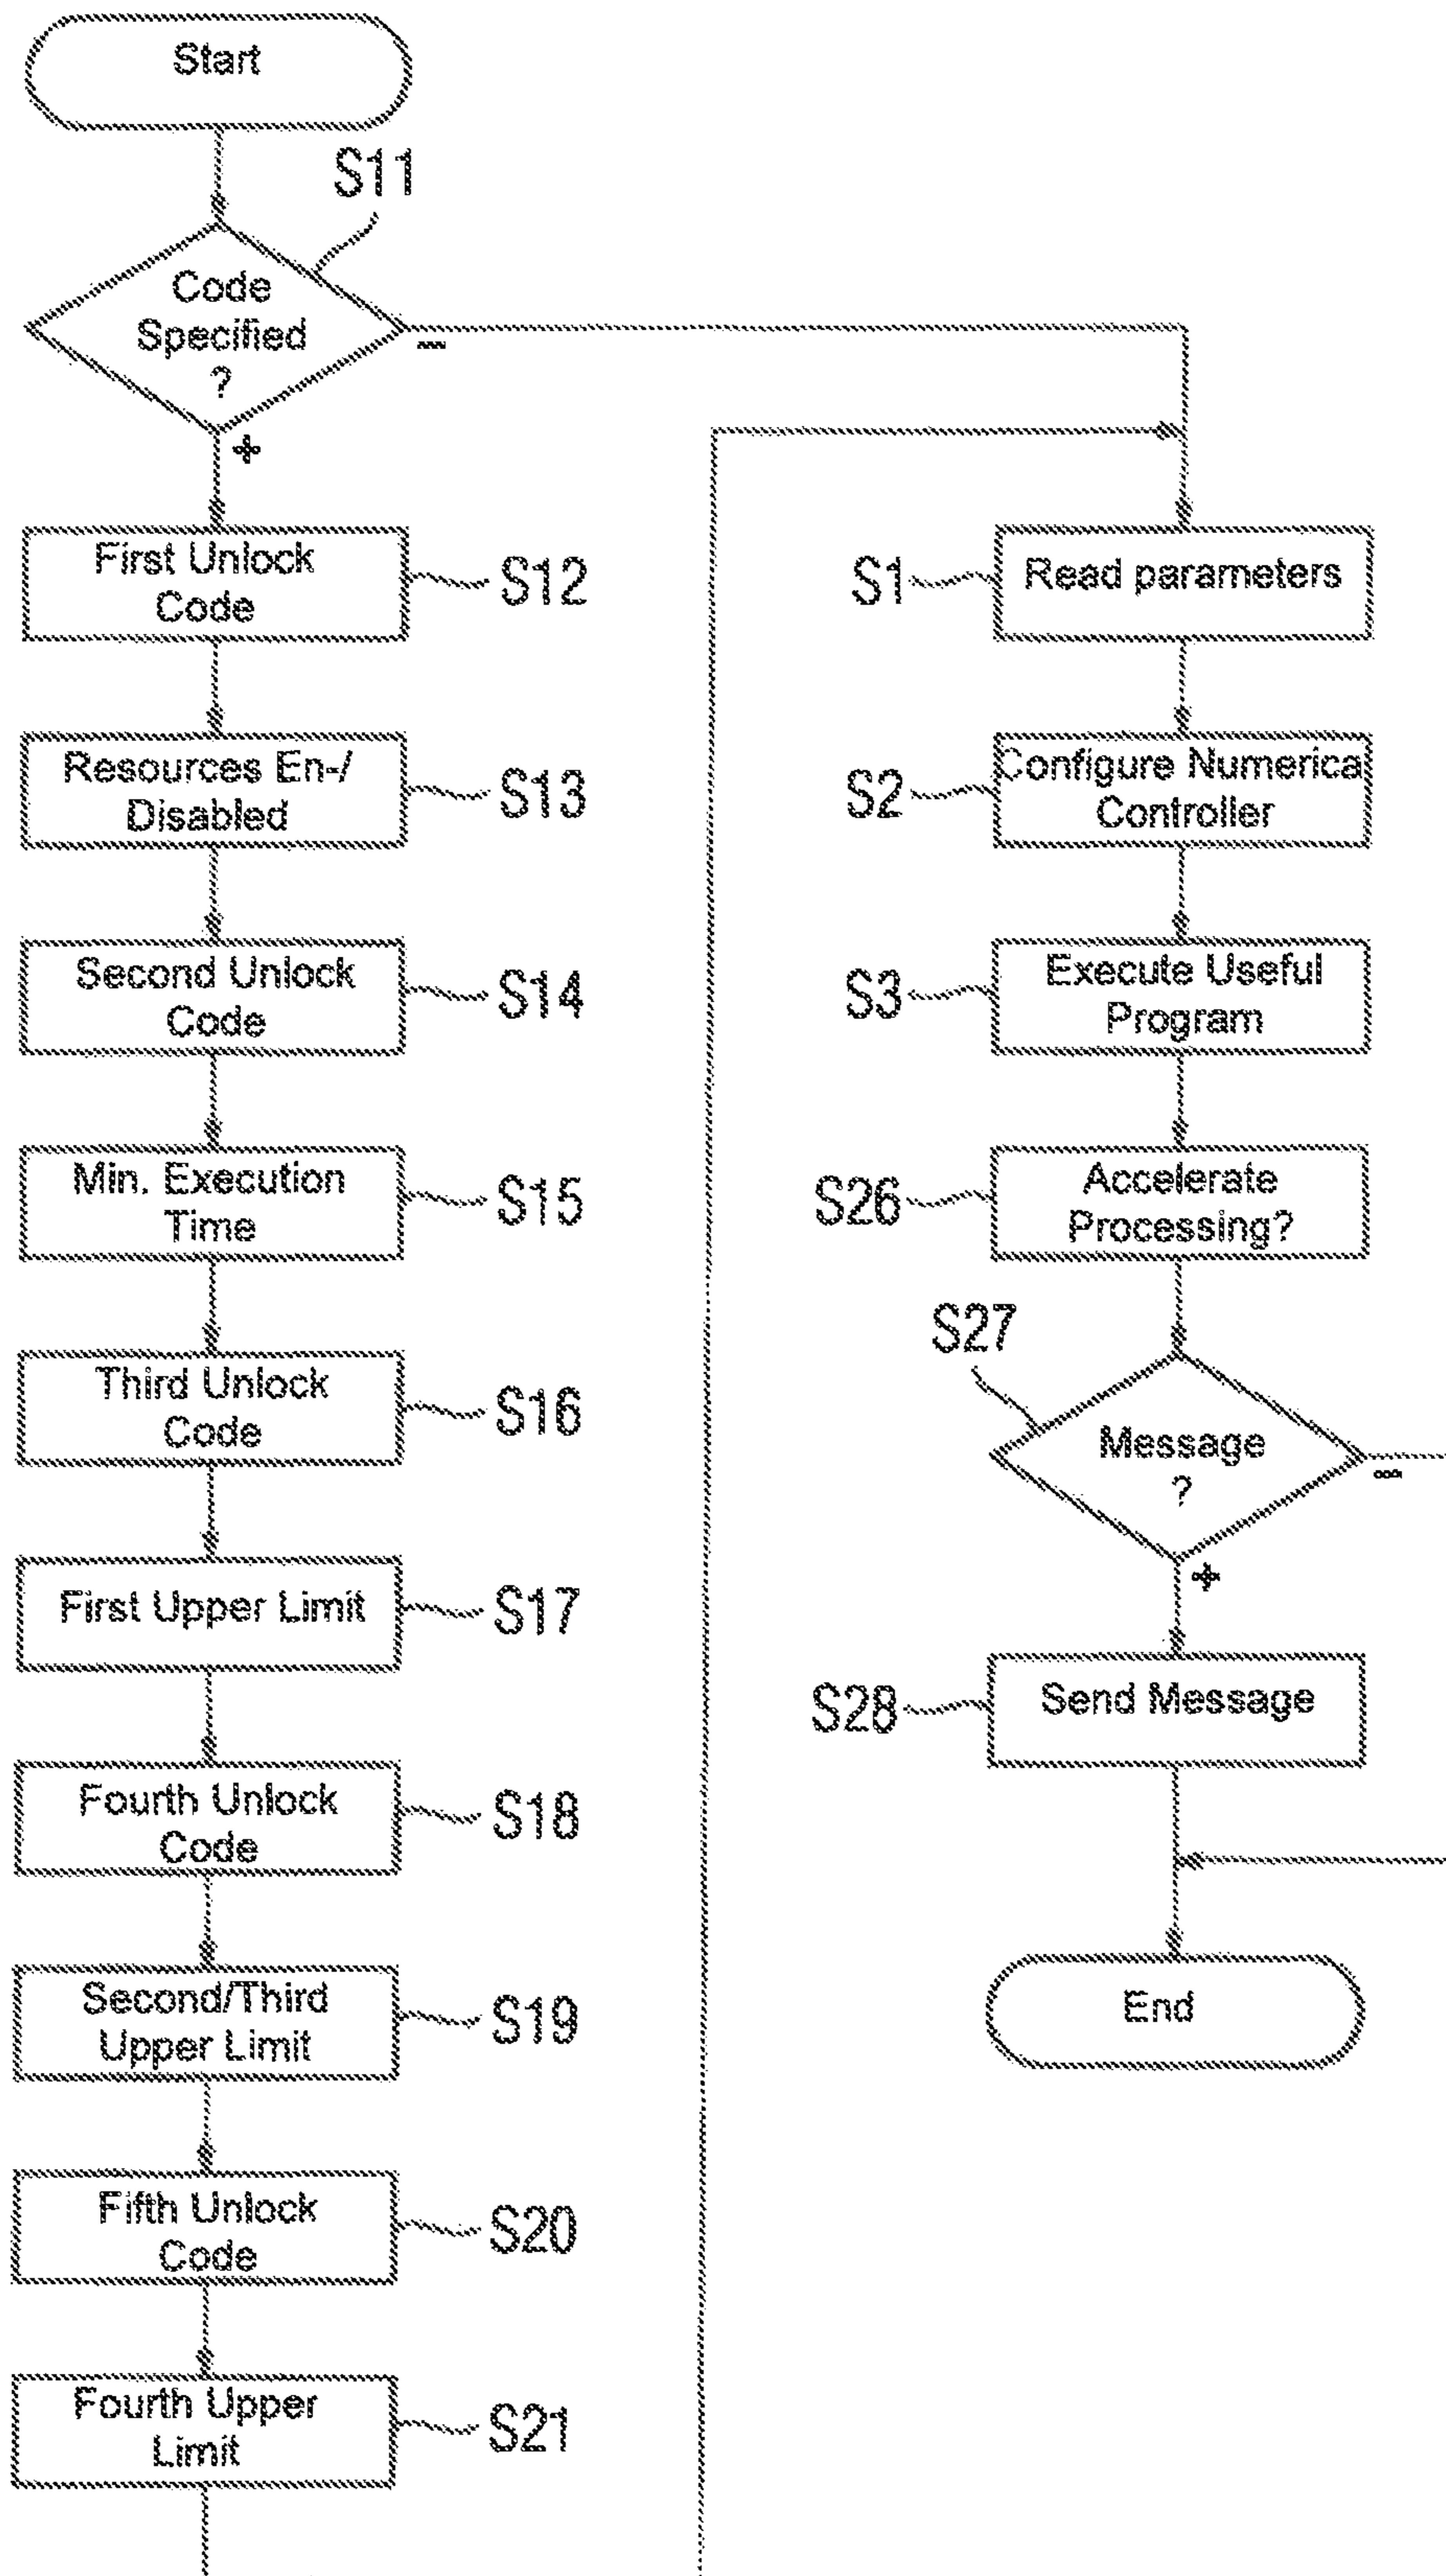 Start
S11
Code
Specified
?
–
+
First Unlock
Code
S12
Resources En-/
Disabled
S13
Second Unlock
Code
S14
Min. Execution
Time
S15
Third Unlock
Code
S16
First Upper Limit
S17
Fourth Unlock
Code
S18
Second/Third
Upper Limit
S19
Fifth Unlock
Code
S20
Fourth Upper
Limit
S21
S1
Read parameters
S2
Configure Numerical
Controller
S3
Execute Useful
Program
S26
Accelerate
Processing?
S27
Message
?
–
+
S28
Send Message
End